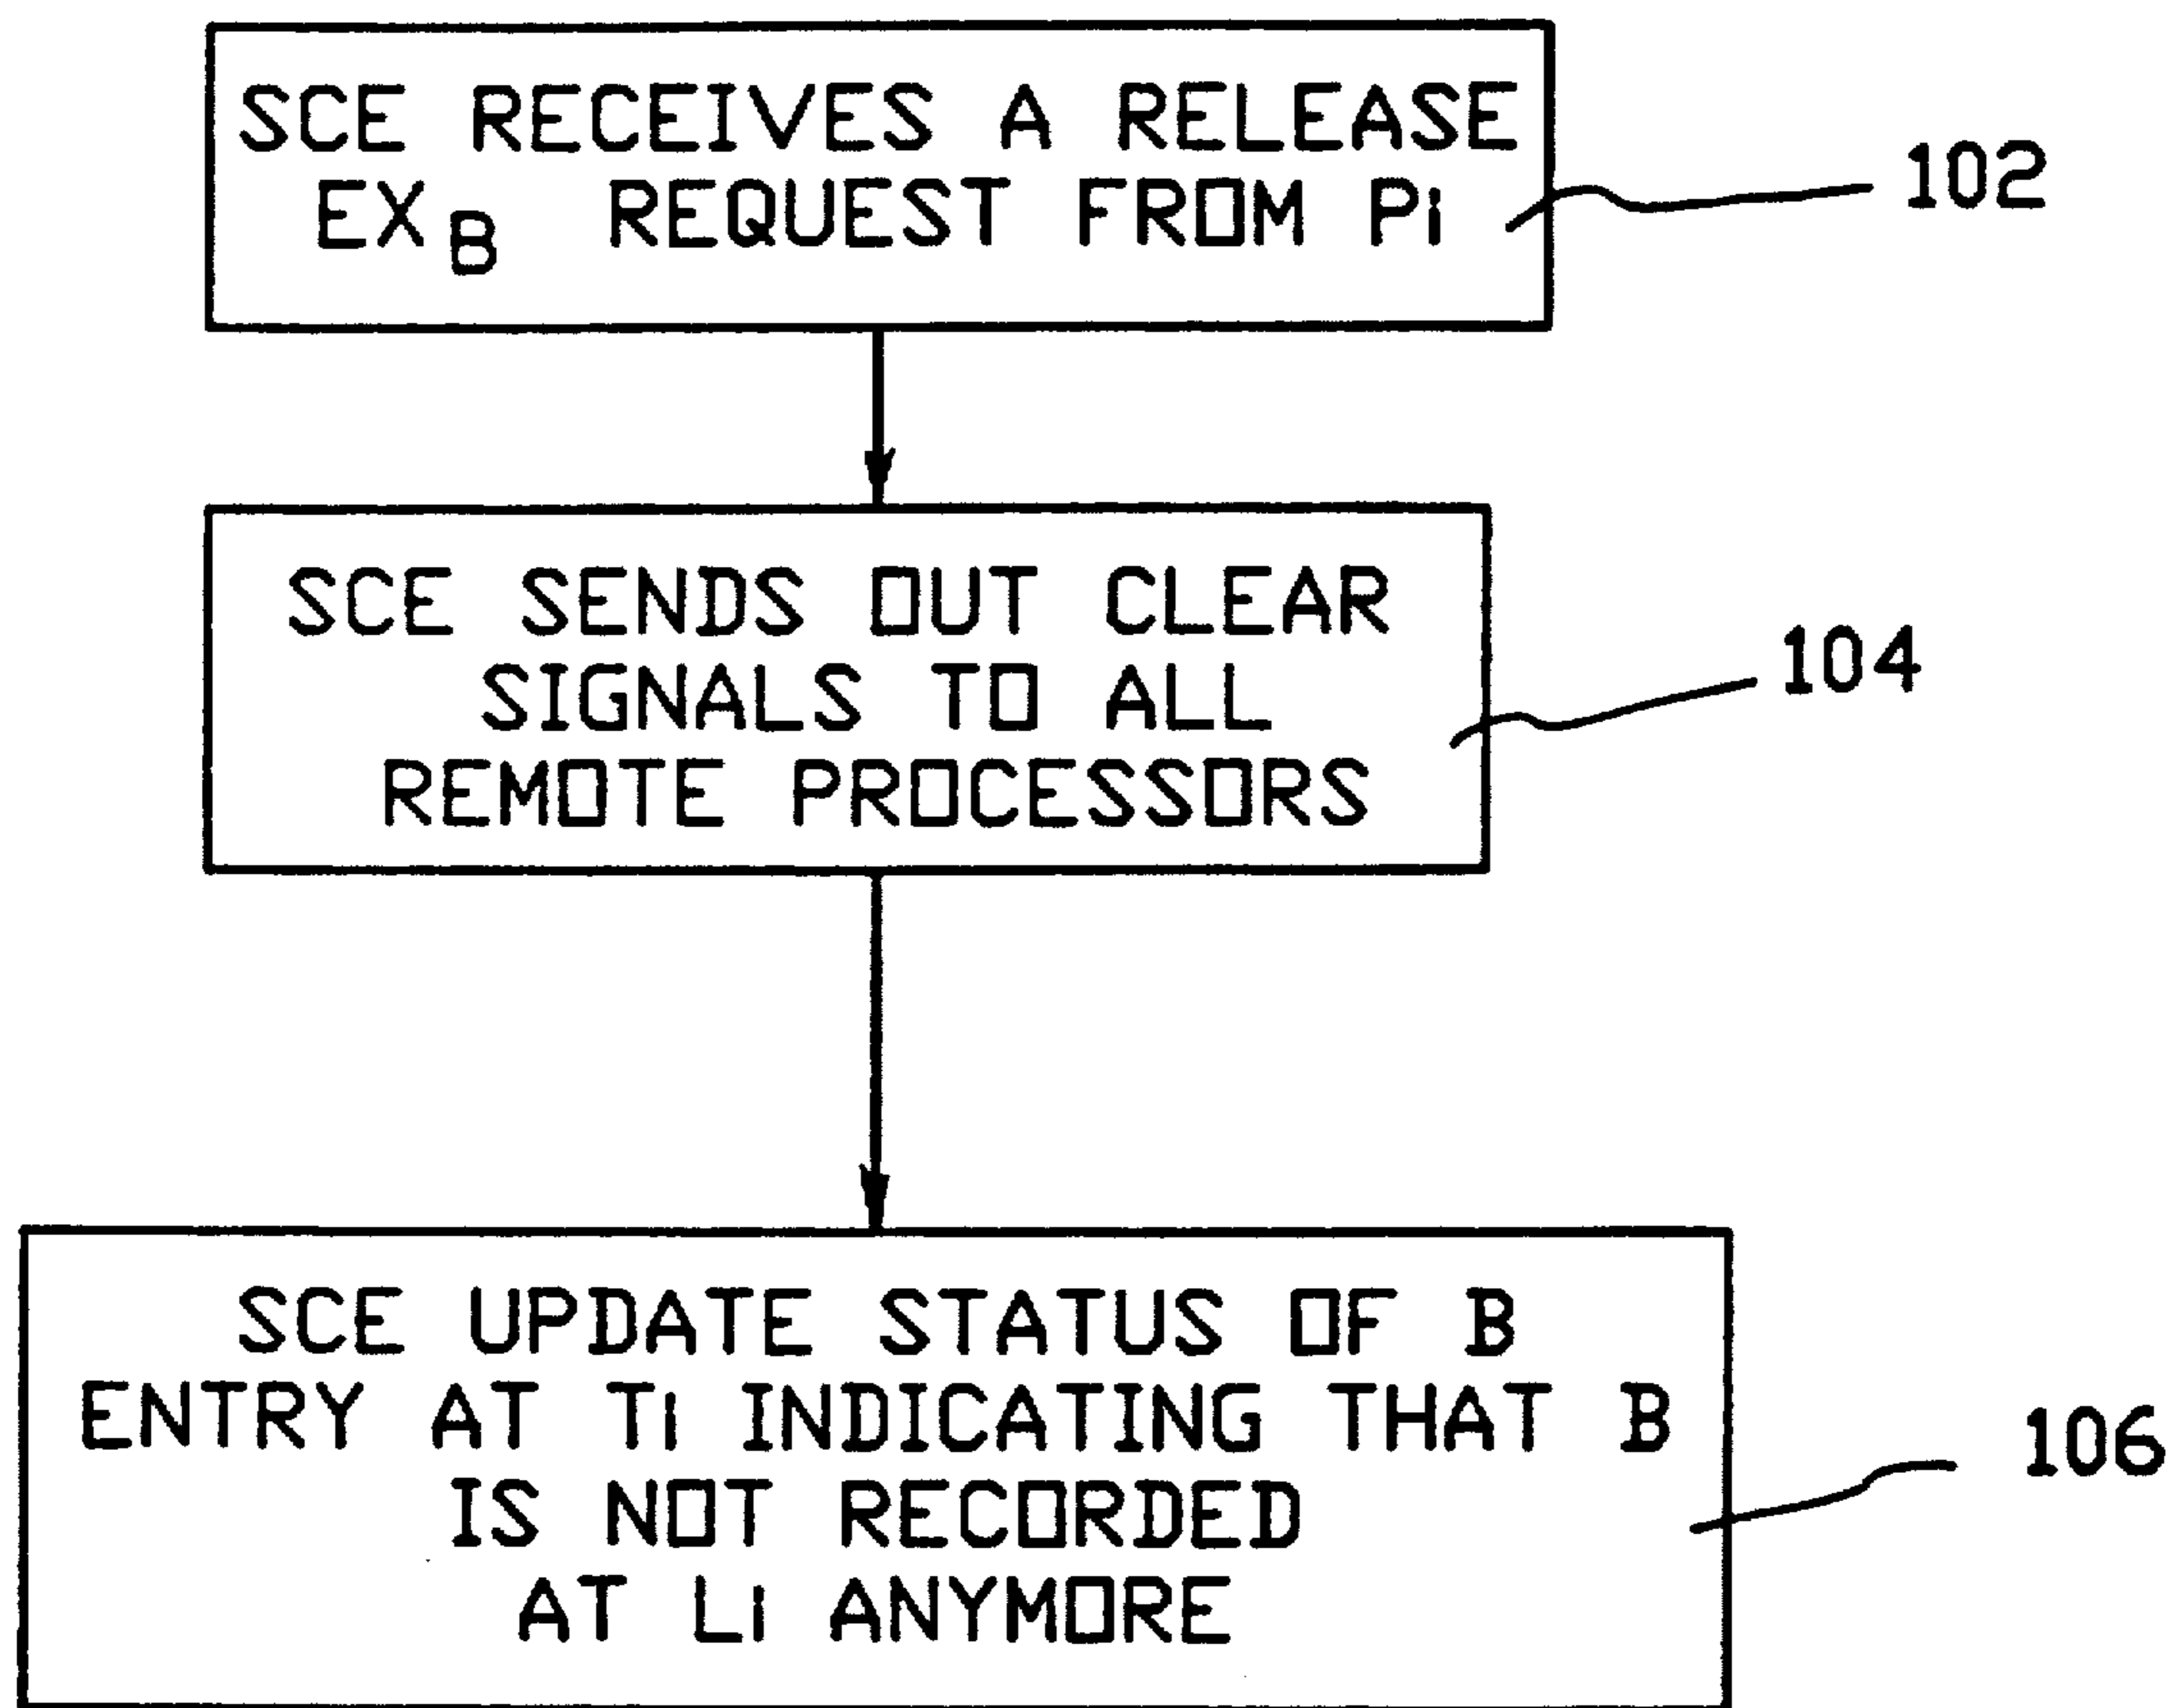 SCE RECEIVES A RELEASE
EX B REQUEST FROM Pi
102
SCE SENDS OUT CLEAR
SIGNALS TO ALL
REMOTE PROCESSORS
104
SCE UPDATE STATUS OF B
ENTRY AT Ti INDICATING THAT B
IS NOT RECORDED
AT Li ANYMORE
106